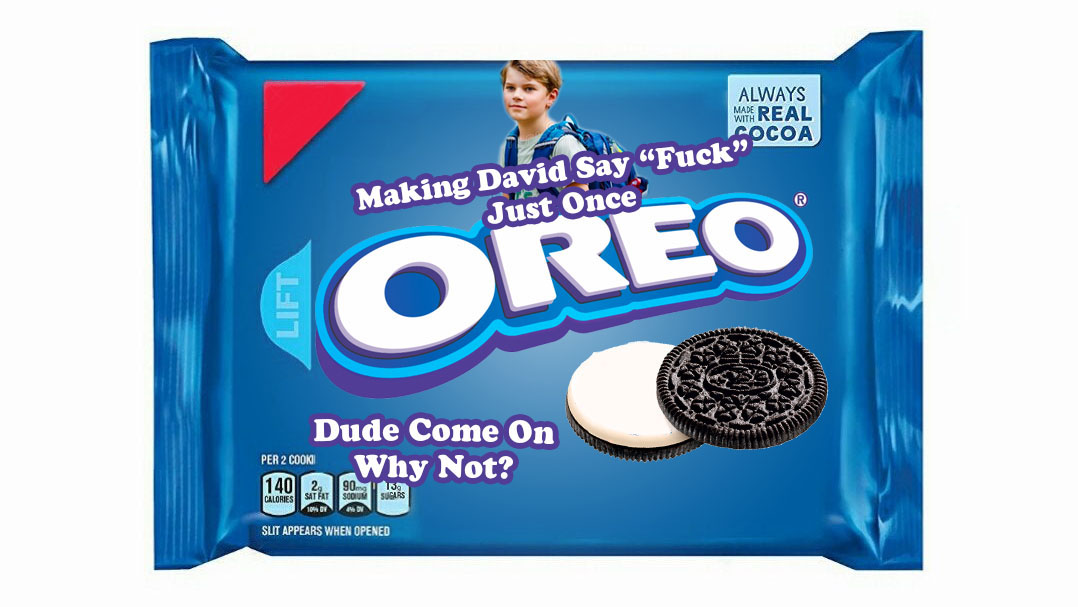 ALWAYS
MADE WITH REAL
COCOA
Making David Say “Fuck”
Just Once
OREO®
LIFT
Dude Come On
Why Not?
PER 2 COOKI
140 CALORIES
2g SAT FAT 10% DV
90mg SODIUM 4% DV
13g SUGARS
SLIT APPEARS WHEN OPENED